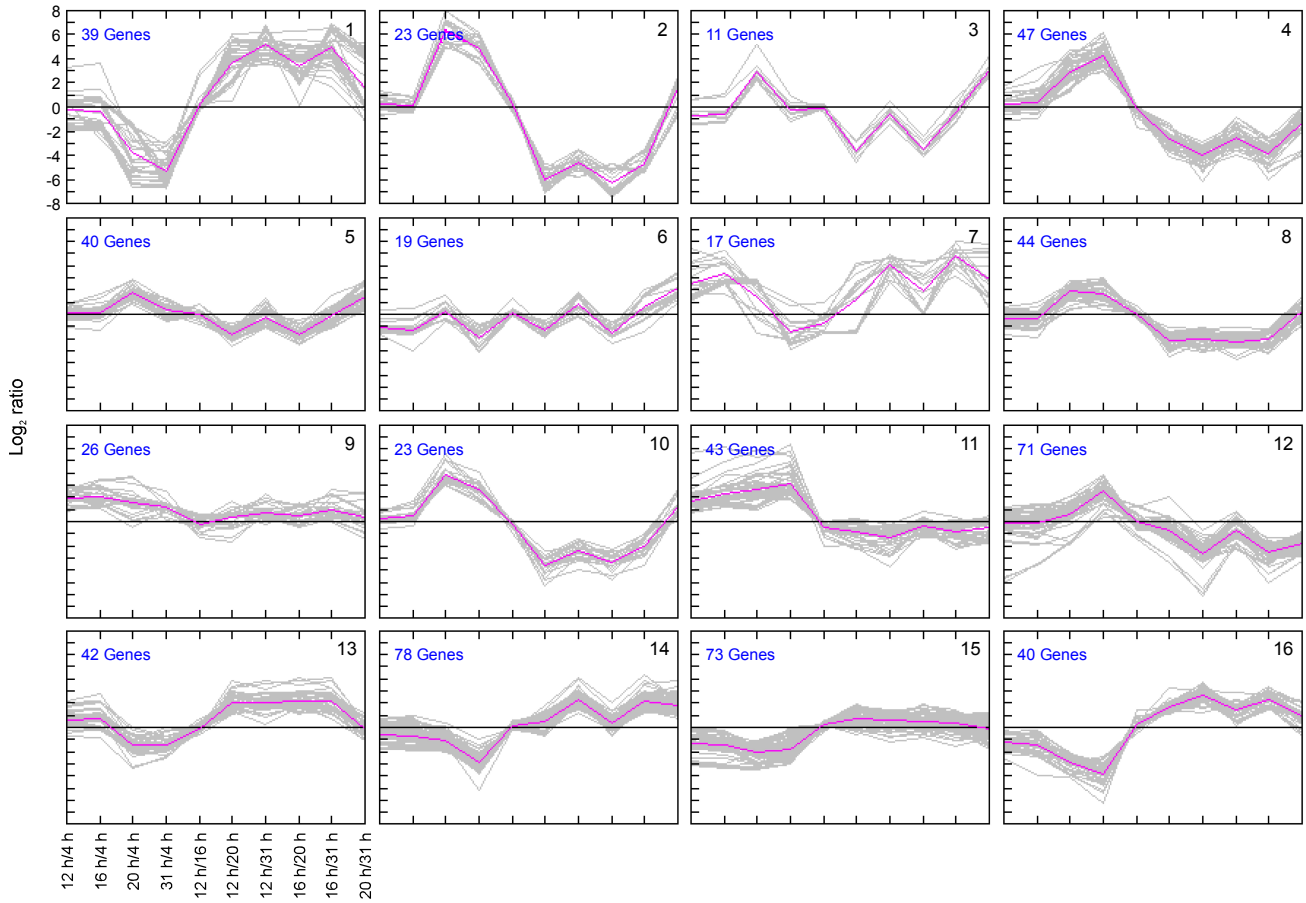 39 Genes 1
23 Genes 2
11 Genes 3
47 Genes 4
8
6
4
2
0
-2
-4
-6
-8
40 Genes 5
19 Genes 6
17 Genes 7
44 Genes 8
Log2 ratio
26 Genes 9
23 Genes 10
43 Genes 11
71 Genes 12
42 Genes 13
78 Genes 14
73 Genes 15
40 Genes 16
12 h/4 h
16 h/4 h
20 h/4 h
31 h/4 h
12 h/16 h
12 h/20 h
12 h/31 h
16 h/20 h
16 h/31 h
20 h/31 h